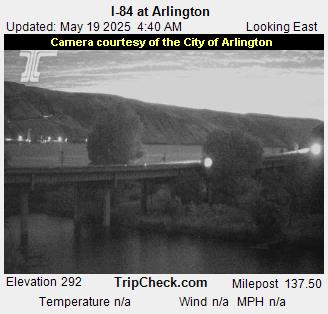 I-84 at Arlington
Updated: May 19 2025 4:40 AM Looking East
Camera courtesy of the City of Arlington
Elevation 292 TripCheck.com Milepost 137.50
Temperature n/a Wind n/a MPH n/a